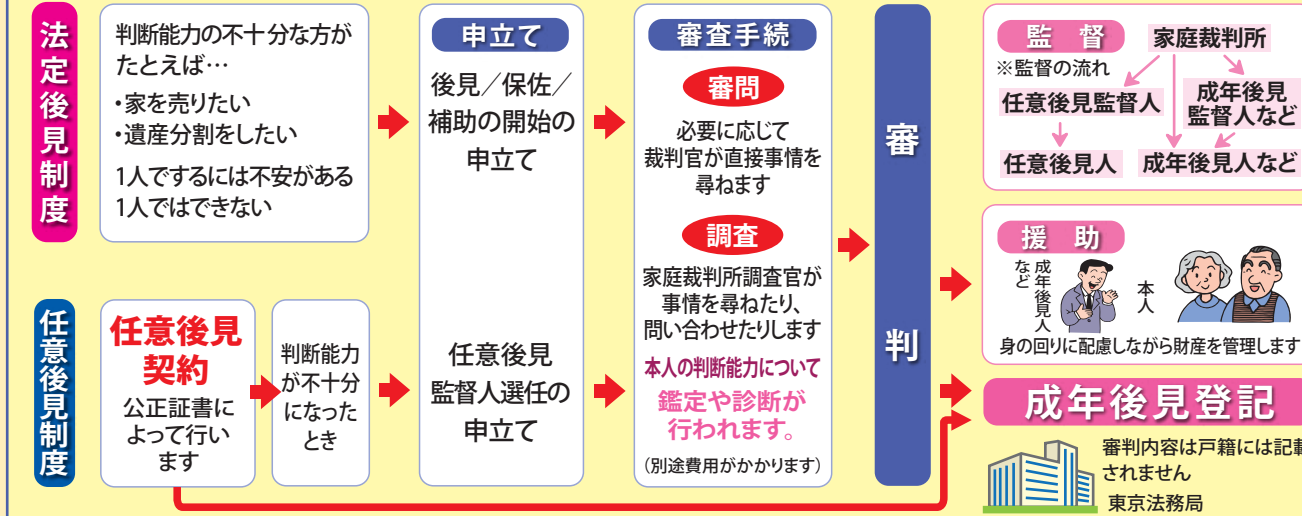 法定後見制度
判断能力の不十分な方が
たとえば…
・家を売りたい
・遺産分割をしたい
1人でするには不安がある
1人ではできない
任意後見制度
任意後見
契約
公正証書に
よって行い
ます
判断能力
が不十分
になった
とき
申立て
後見／保佐／
補助の開始の
申立て
任意後見
監督人選任の
申立て
審査手続
審問
必要に応じて
裁判官が直接事情を
尋ねます
調査
家庭裁判所調査官が
事情を尋ねたり、
問い合わせたりします
本人の判断能力について
鑑定や診断が
行われます。
（別途費用がかかります）
審判
監督
家庭裁判所
※監督の流れ
任意後見監督人
成年後見
監督人など
任意後見人
成年後見人など
援助
成年後見人
など
本人
身の回りに配慮しながら財産を管理します
成年後見登記
審判内容は戸籍には記載
されません
東京法務局